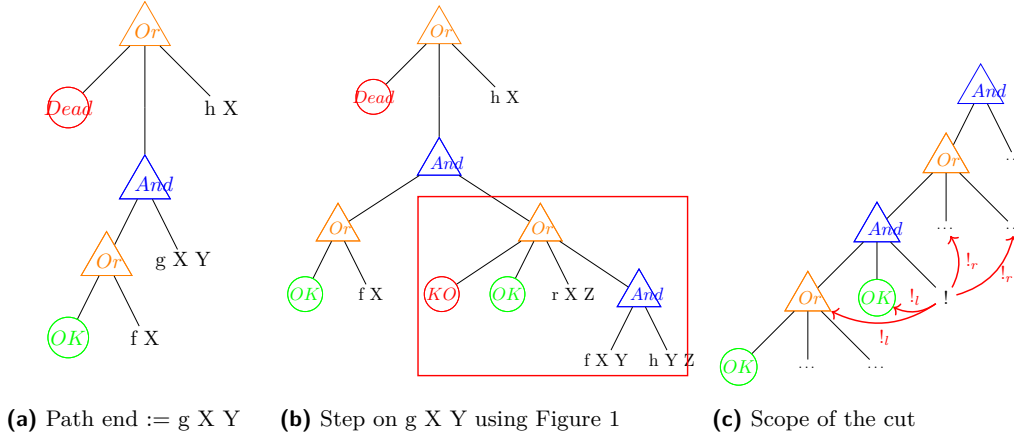 Or
Dead
h X
And
Or
g X Y
OK
f X
(a) Path end := g X Y
Or
Dead
h X
And
Or
Or
OK
f X
KO
OK
r X Z
And
f X Y
h Y Z
(b) Step on g X Y using Figure 1
And
Or
...
And
...
...
Or
OK
!
!r
!r
!l
!l
OK
...
...
(c) Scope of the cut